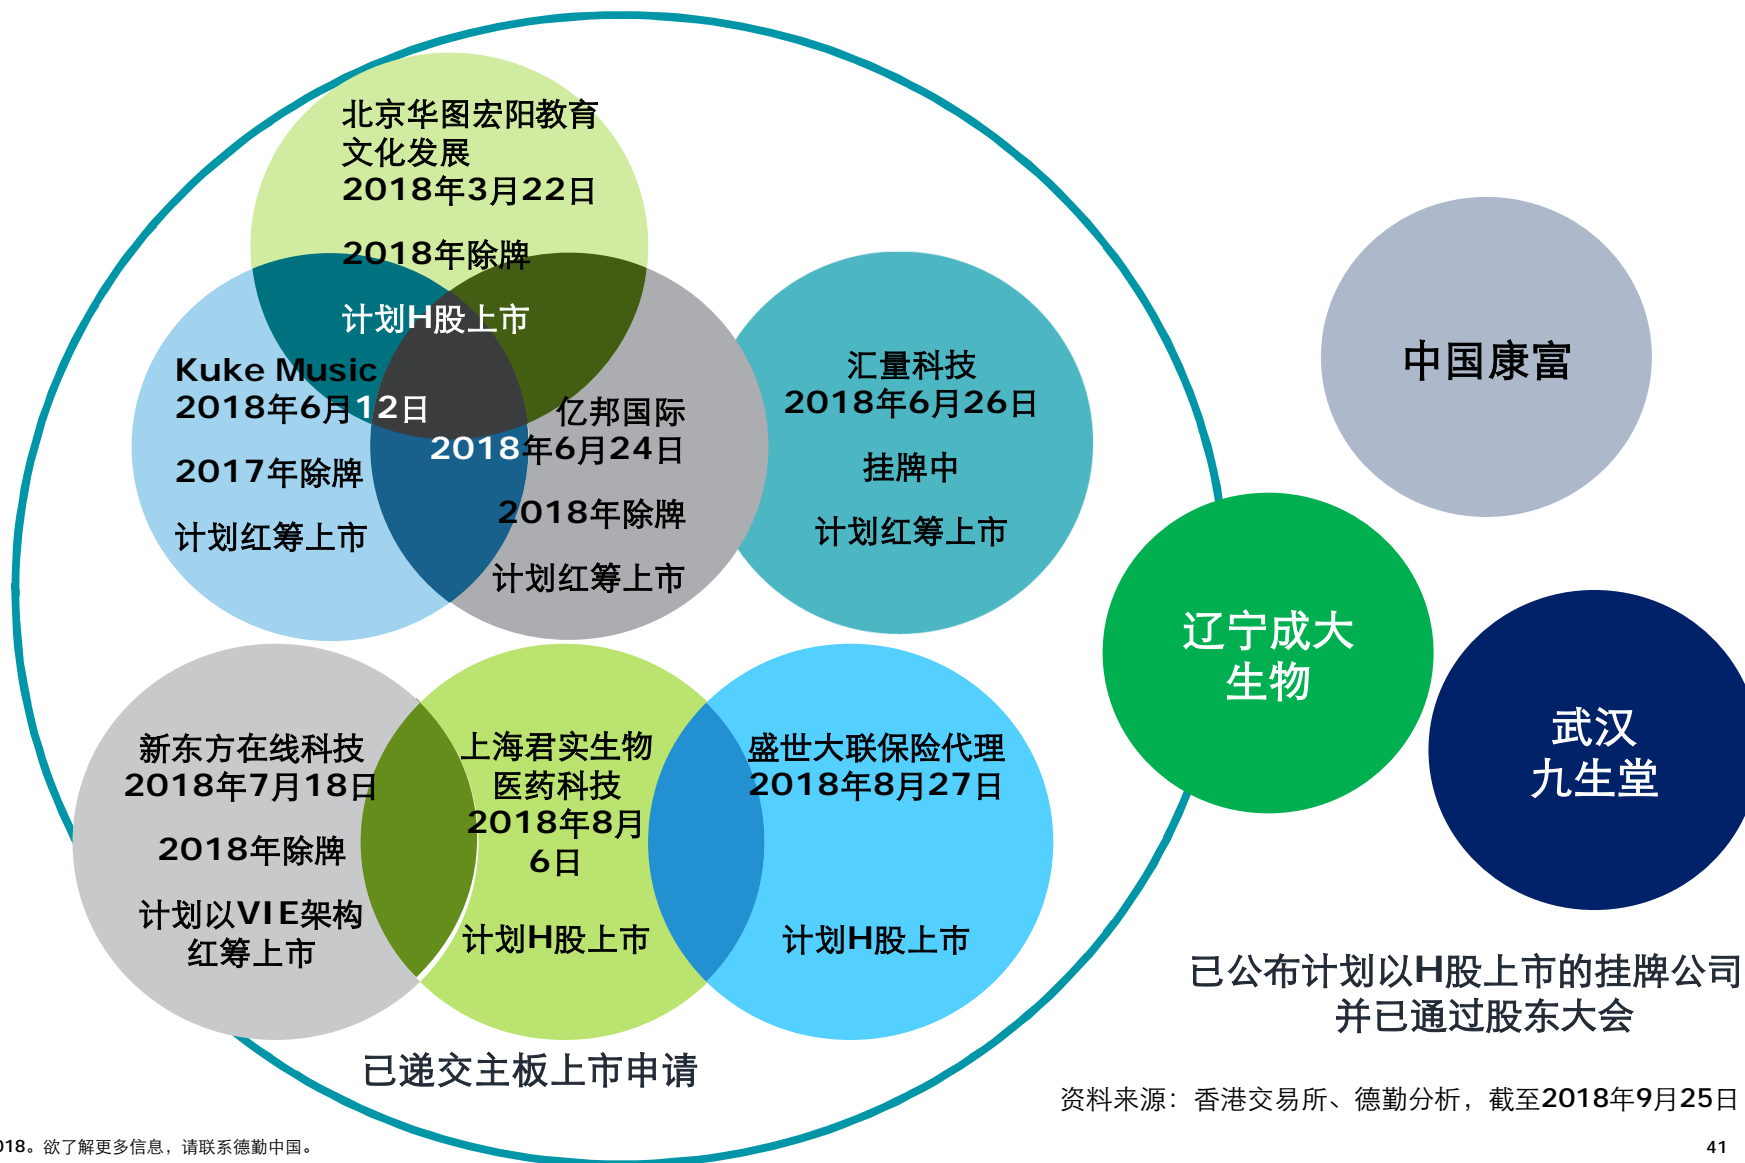 北京华图宏阳教育
文化发展
2018年3月22日
2018年除牌
计划H股上市
Kuke Music
2018年6月12日
2017年除牌
计划红筹上市
亿邦国际
2018年6月24日
2018年除牌
计划红筹上市
汇量科技
2018年6月26日
挂牌中
计划红筹上市
新东方在线科技
2018年7月18日
2018年除牌
计划以VIE架构
红筹上市
上海君实生物
医药科技
2018年8月
6日
计划H股上市
盛世大联保险代理
2018年8月27日
计划H股上市
已递交主板上市申请
中国康富
辽宁成大
生物
武汉
九生堂
已公布计划以H股上市的挂牌公司
并已通过股东大会
资料来源：香港交易所、德勤分析，截至2018年9月25日
018。欲了解更多信息，请联系德勤中国。
41